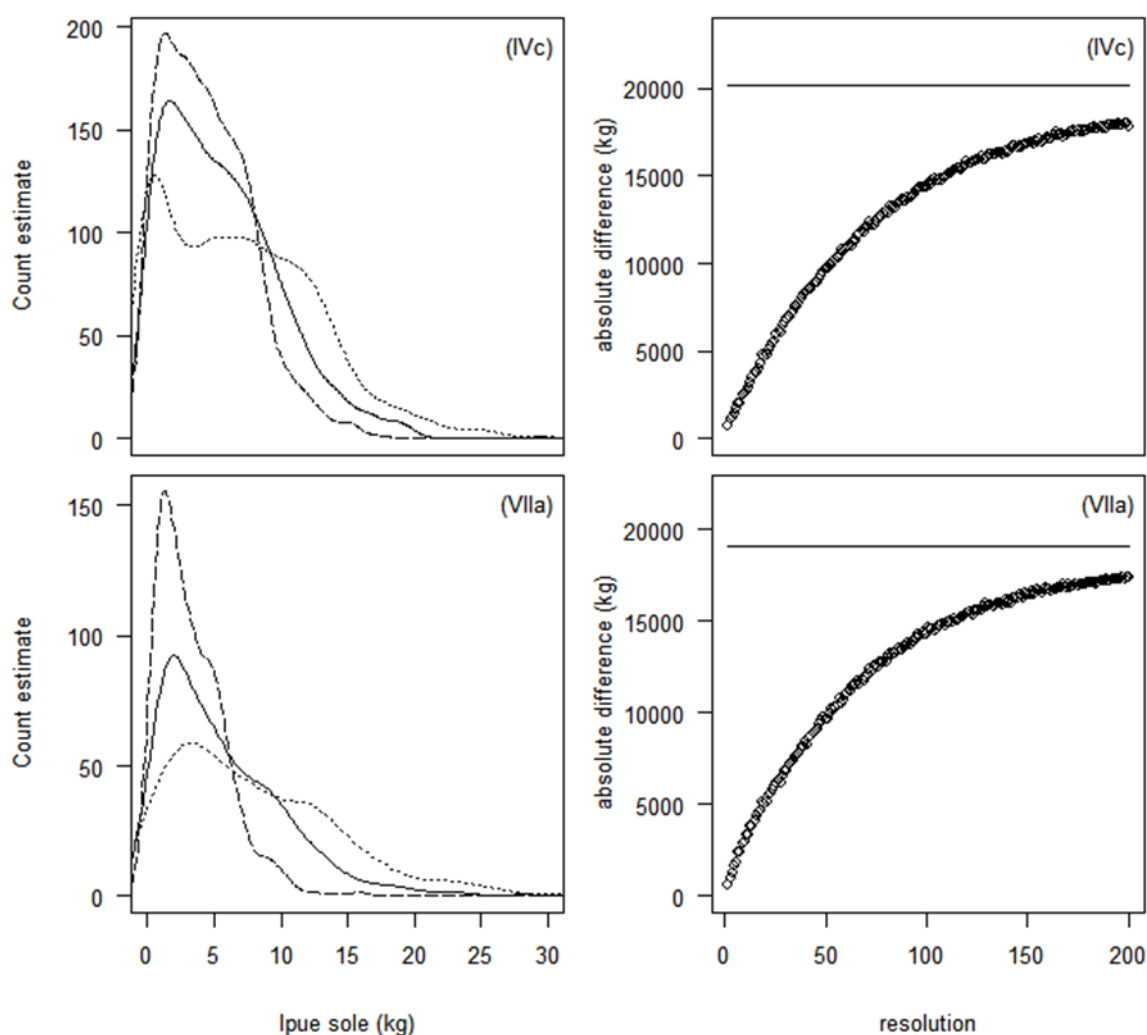 (IVc)
200
150
100
50
0
Count estimate
(IVc)
20000
15000
10000
5000
0
absolute difference (kg)
(VIIa)
150
100
50
0
Count estimate
0 5 10 15 20 25 30
lpue sole (kg)
(VIIa)
20000
15000
10000
5000
0
absolute difference (kg)
0 50 100 150 200
resolution